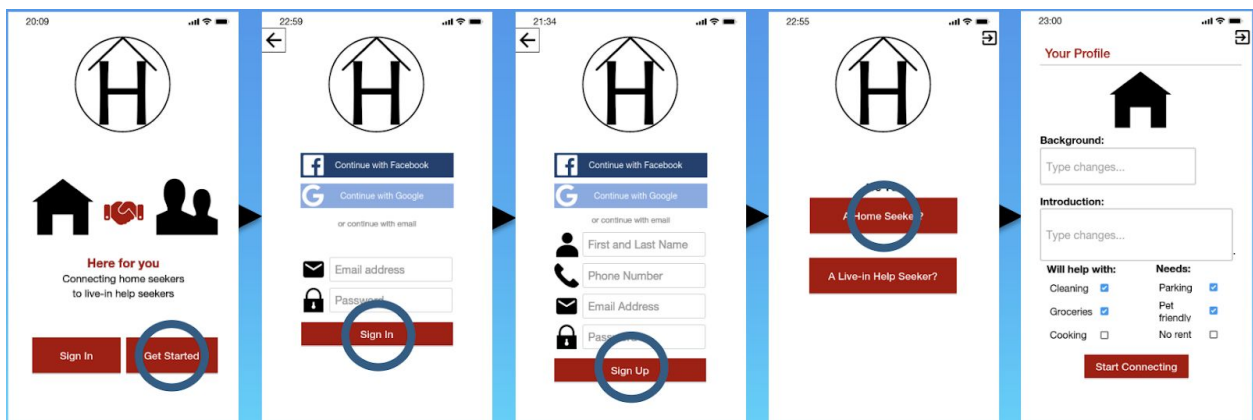 20:09
H
Here for you
Connecting home seekers
to live-in help seekers
Sign In
Get Started
22:59
H
Continue with Facebook
G
Continue with Google
or continue with email
Email address
Password
Sign In
21:34
H
Continue with Facebook
G
Continue with Google
or continue with email
First and Last Name
Phone Number
Email Address
Password
Sign Up
22:55
H
A Home Seeker?
A Live-in Help Seeker?
23:00
Your Profile
Background:
Type changes...
Introduction:
Type changes...
Will help with:
Needs:
Cleaning
Parking
Groceries
Pet
friendly
Cooking
No rent
Start Connecting